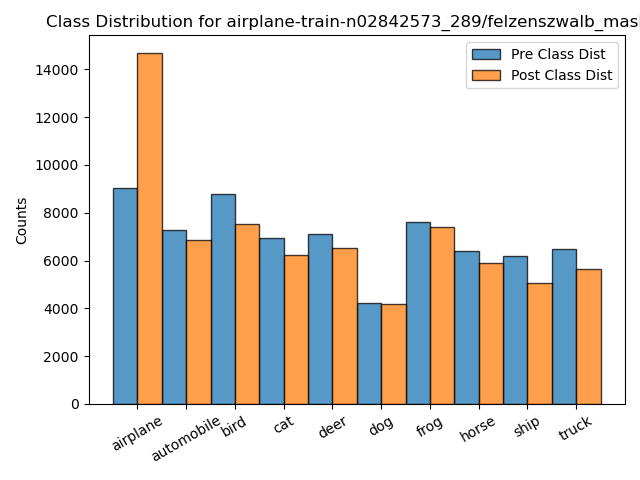 Class Distribution for airplane-train-n02842573_289/felzenszwalb_mas
Pre Class Dist
Post Class Dist
Counts
14000
12000
10000
8000
6000
4000
2000
0
airplane
automobile
bird
cat
deer
dog
frog
horse
ship
truck